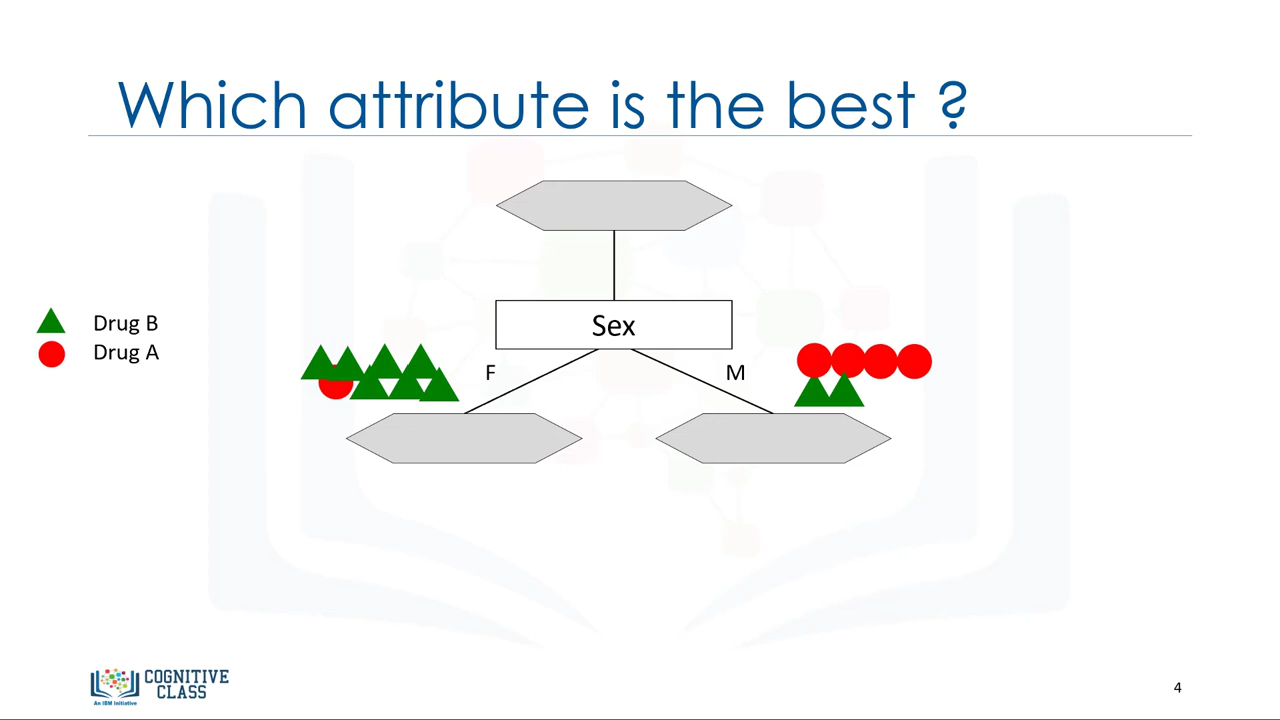 Which attribute is the best ?
Sex
Drug B
Drug A
F
M
COGNITIVE
CLASS
An IBM Initiative
4